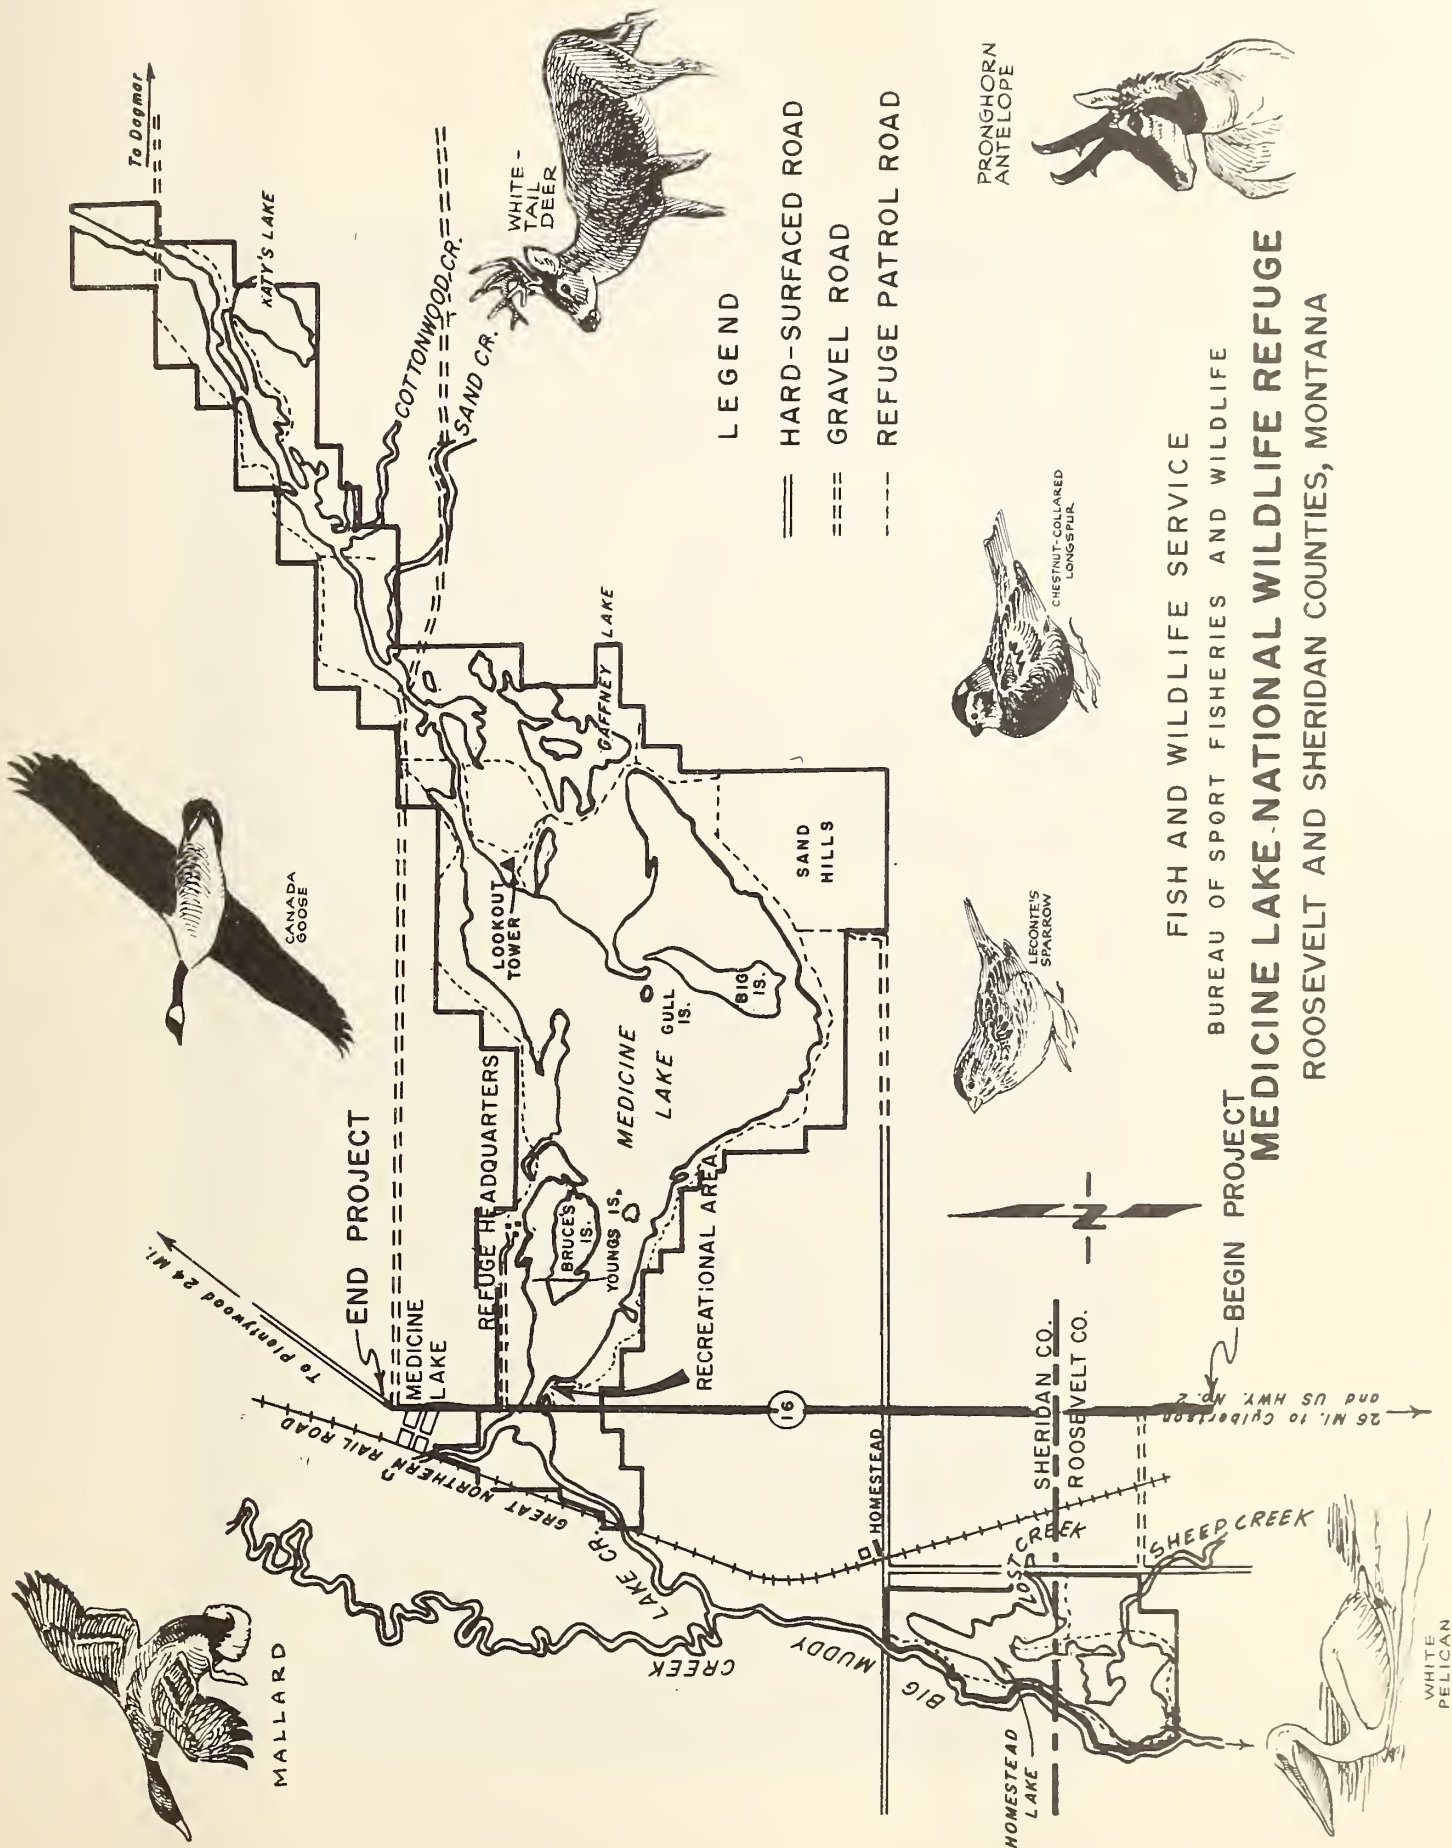 MALLARD
CANADA
GOOSE
WHITE-
TAIL
DEER
To Dagmar
KATY'S LAKE
COTTONWOOD CR.
SAND CR.
To Plentywood 24 Mi.
END PROJECT
MEDICINE
LAKE
GREAT NORTHERN RAIL ROAD
REFUGE HEADQUARTERS
LOOKOUT
TOWER
GAFFNEY LAKE
BRUCE'S
IS.
YOUNGS IS.
MEDICINE
LAKE
GULL
IS.
BIG
IS.
SAND
HILLS
RECREATIONAL AREA
16
LAKE CR.
BIG MUDDY CREEK
HOMESTEAD
SHERIDAN CO.
ROOSEVELT CO.
LOST CREEK
SHEEP CREEK
HOMESTEAD
LAKE
26 Mi. to Culbertson
and US HWY. No. 2
BEGIN PROJECT
N
LEGEND
HARD-SURFACED ROAD
GRAVEL ROAD
REFUGE PATROL ROAD
LECONTE'S
SPARROW
CHESTNUT-COLLARED
LONGSPUR
PRONGHORN
ANTELOPE
WHITE
PELICAN
FISH AND WILDLIFE SERVICE
BUREAU OF SPORT FISHERIES AND WILDLIFE
MEDICINE LAKE NATIONAL WILDLIFE REFUGE
ROOSEVELT AND SHERIDAN COUNTIES, MONTANA